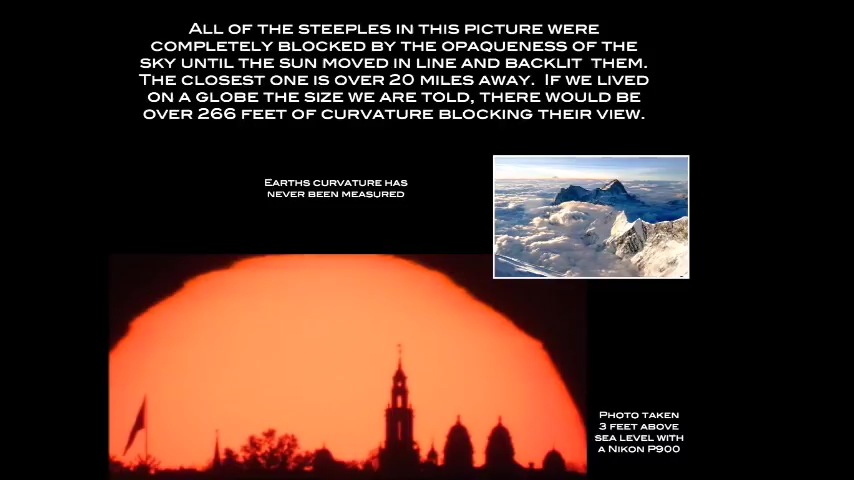 ALL OF THE STEEPLES IN THIS PICTURE WERE
COMPLETELY BLOCKED BY THE OPAQUENESS OF THE
SKY UNTIL THE SUN MOVED IN LINE AND BACKLIT THEM.
THE CLOSEST ONE IS OVER 20 MILES AWAY. IF WE LIVED
ON A GLOBE THE SIZE WE ARE TOLD, THERE WOULD BE
OVER 266 FEET OF CURVATURE BLOCKING THEIR VIEW.
EARTHS CURVATURE HAS
NEVER BEEN MEASURED
PHOTO TAKEN
3 FEET ABOVE
SEA LEVEL WITH
A NIKON P900